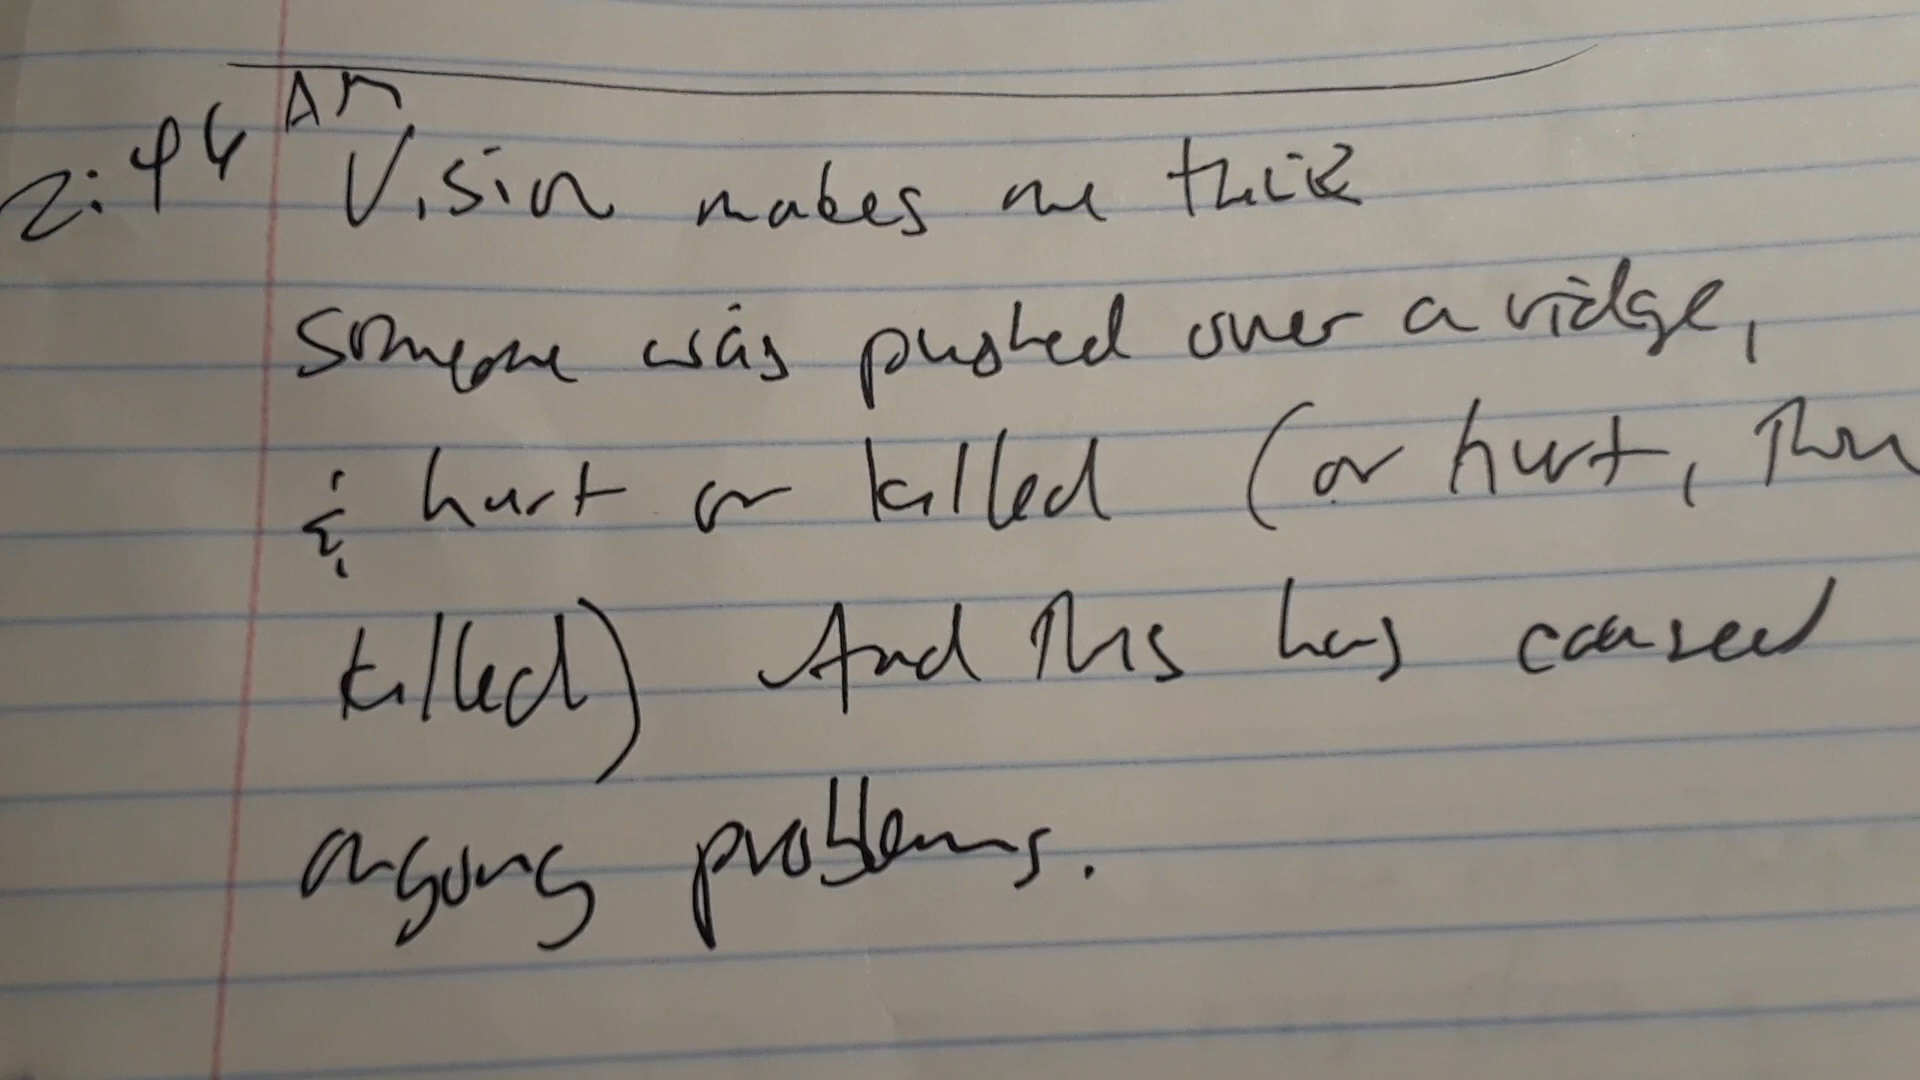 2:44 AM Vision makes me think
someone was pushed over a ridge,
& hurt or killed (or hurt, then
killed) And this has caused
ongoing problems.